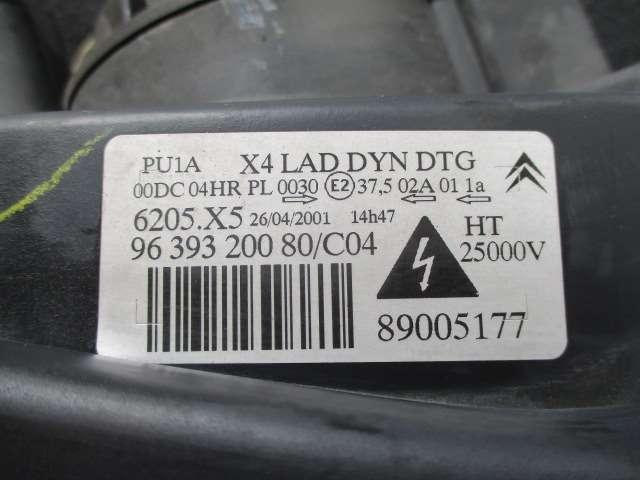 PU1A X4 LAD DYN DTG
00DC 04HR PL 0030 E2 37,5 02A 01 1a
6205.X5 26/04/2001 14h47
96 393 200 80/C04
HT
25000V
89005177